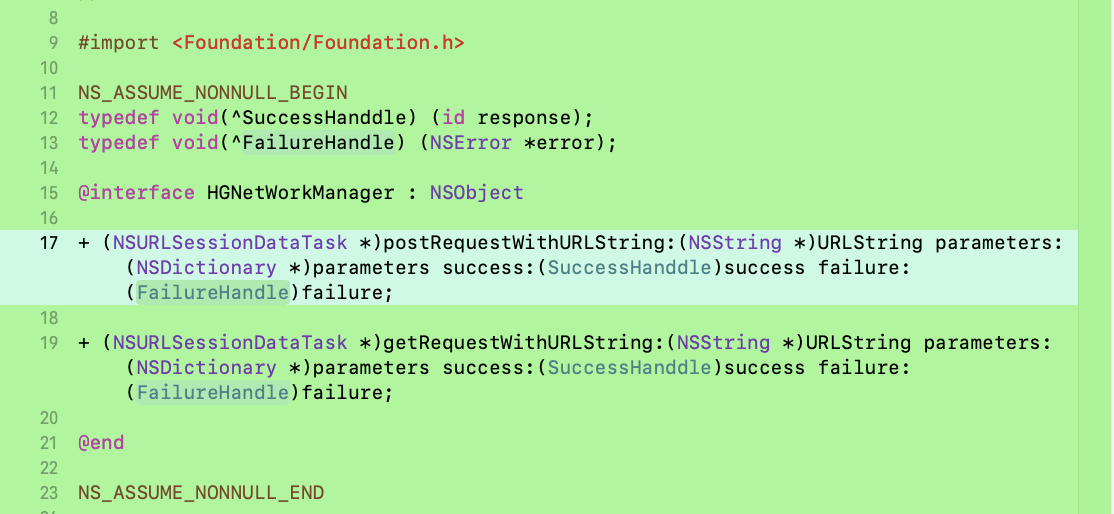 8
9 #import <Foundation/Foundation.h>
10
11 NS_ASSUME_NONNULL_BEGIN
12 typedef void(^SuccessHanddle) (id response);
13 typedef void(^FailureHandle) (NSError *error);
14
15 @interface HGNetWorkManager : NSObject
16
17 + (NSURLSessionDataTask *)postRequestWithURLString:(NSString *)URLString parameters:
(NSDictionary *)parameters success:(SuccessHanddle)success failure:
(FailureHandle)failure;
18
19 + (NSURLSessionDataTask *)getRequestWithURLString:(NSString *)URLString parameters:
(NSDictionary *)parameters success:(SuccessHanddle)success failure:
(FailureHandle)failure;
20
21 @end
22
23 NS_ASSUME_NONNULL_END